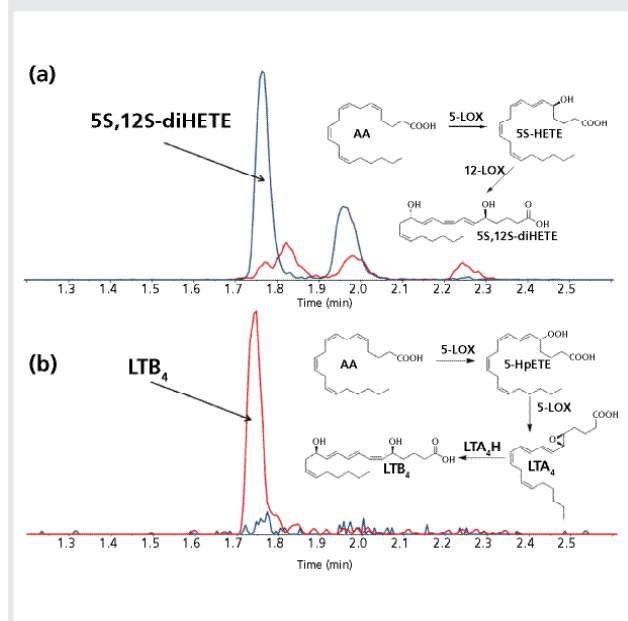 (a)
5S,12S-diHETE
AA
COOH
5-LOX
OH
COOH
5S-HETE
12-LOX
OH
OH
O
OH
5S,12S-diHETE
1.3 1.4 1.5 1.6 1.7 1.8 1.9 2.0 2.1 2.2 2.3 2.4 2.5
Time (min)
(b)
LTB4
AA
COOH
5-LOX
OOH
COOH
5-HpETE
5-LOX
COOH
O
LTA4
LTA4H
OH
OH
O
OH
LTB4
1.3 1.4 1.5 1.6 1.7 1.8 1.9 2.0 2.1 2.2 2.3 2.4 2.5
Time (min)